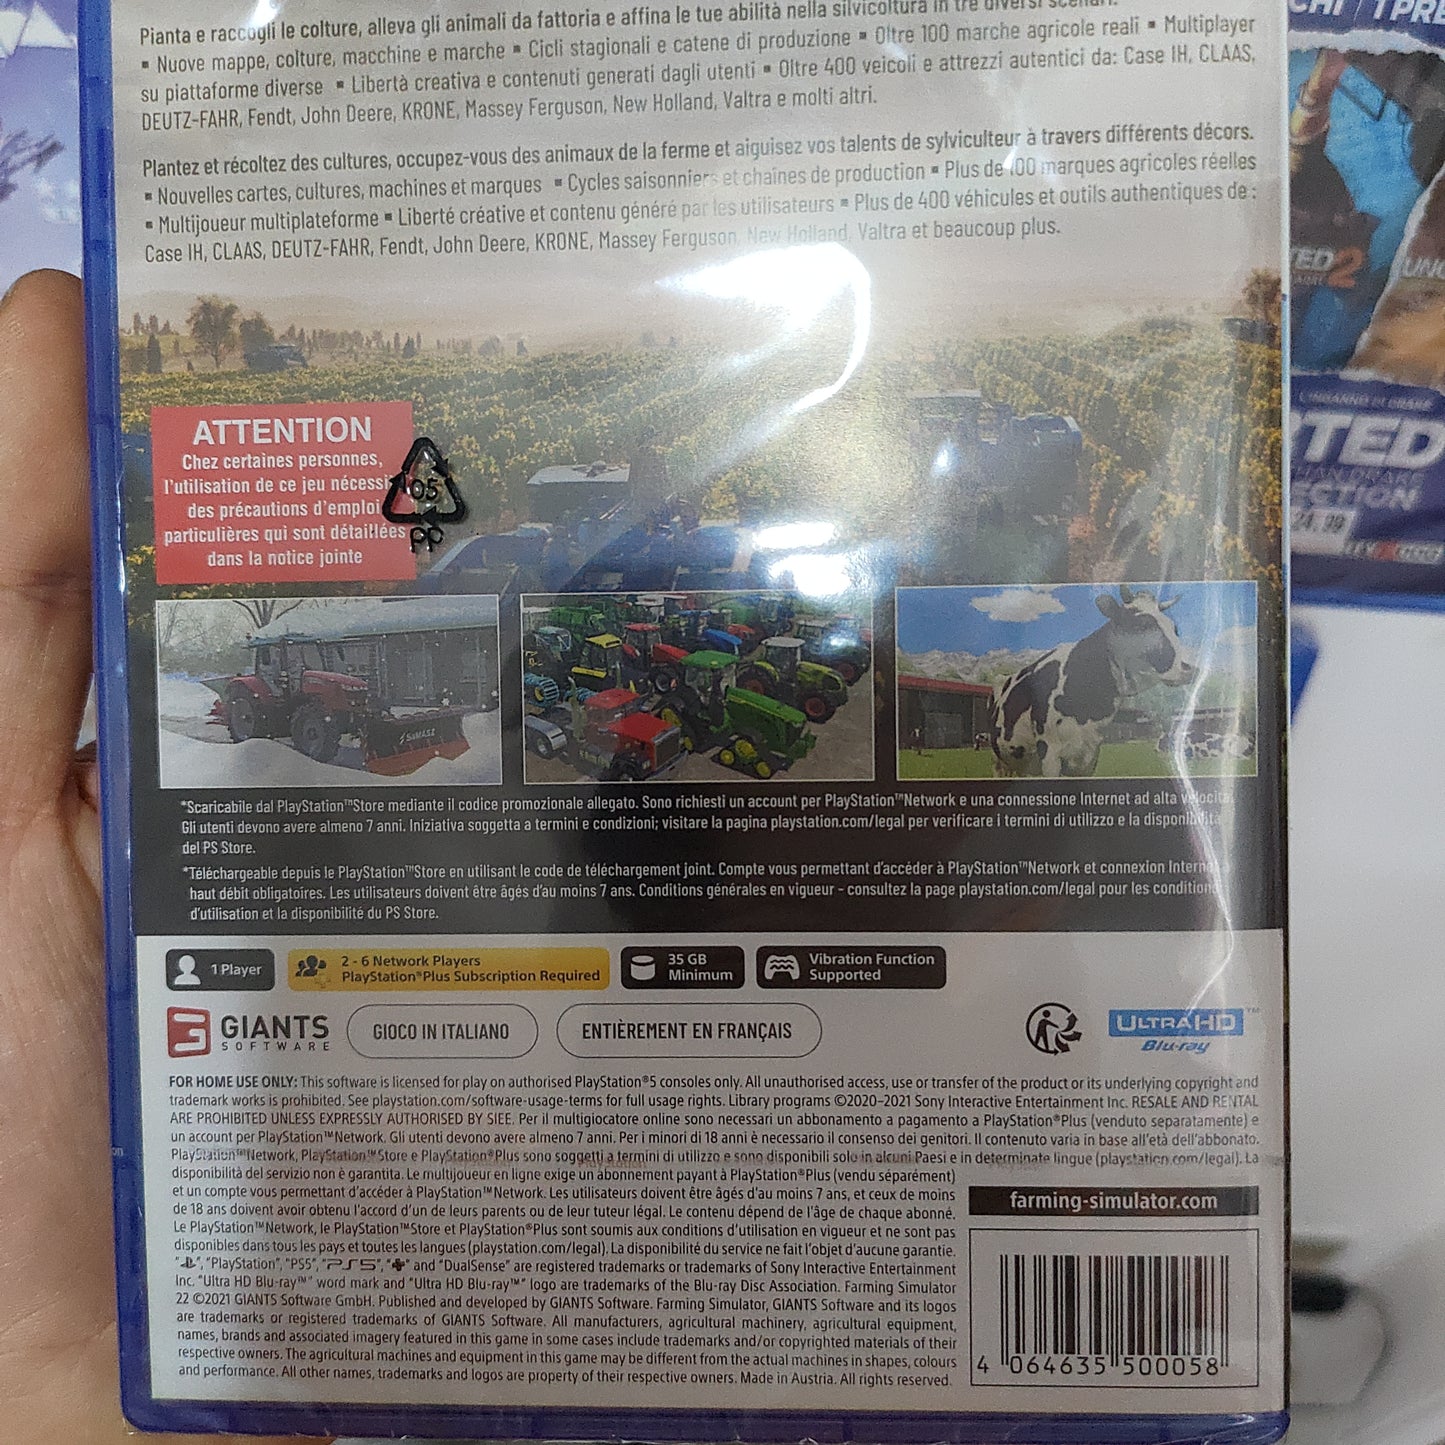 Pianta e raccogli le colture, alleva gli animali da fattoria e affina le tue abilità nella silvicoltura in tre diversi scenari.
▪ Nuove mappe, colture, macchine e marche ▪ Cicli stagionali e catene di produzione ▪ Oltre 100 marche agricole reali ▪ Multiplayer
su piattaforme diverse ▪ Libertà creativa e contenuti generati dagli utenti ▪ Oltre 400 veicoli e attrezzi autentici da: Case IH, CLAAS,
DEUTZ-FAHR, Fendt, John Deere, KRONE, Massey Ferguson, New Holland, Valtra e molti altri.
Plantez et récoltez des cultures, occupez-vous des animaux de la ferme et aiguisez vos talents de sylviculteur à travers différents décors.
▪ Nouvelles cartes, cultures, machines et marques ▪ Cycles saisonniers et chaînes de production ▪ Plus de 100 marques agricoles réelles
▪ Multijoueur multiplateforme ▪ Liberté créative et contenu généré par les utilisateurs ▪ Plus de 400 véhicules et outils authentiques de :
Case IH, CLAAS, DEUTZ-FAHR, Fendt, John Deere, KRONE, Massey Ferguson, New Holland, Valtra et beaucoup plus.
ATTENTION
Chez certaines personnes,
l'utilisation de ce jeu nécessi
des précautions d'emploi
particulières qui sont détaillées
dans la notice jointe
05
PP
SaMASZ
*Scaricabile dal PlayStation™Store mediante il codice promozionale allegato. Sono richiesti un account per PlayStation™Network e una connessione Internet ad alta velocità.
Gli utenti devono avere almeno 7 anni. Iniziativa soggetta a termini e condizioni; visitare la pagina playstation.com/legal per verificare i termini di utilizzo e la disponibilità
del PS Store.
*Téléchargeable depuis le PlayStation™Store en utilisant le code de téléchargement joint. Compte vous permettant d'accéder à PlayStation™Network et connexion Internet
haut débit obligatoires. Les utilisateurs doivent être âgés d'au moins 7 ans. Conditions générales en vigueur - consultez la page playstation.com/legal pour les conditions
d'utilisation et la disponibilité du PS Store.
1 Player
2 - 6 Network Players
PlayStation®Plus Subscription Required
35 GB
Minimum
Vibration Function
Supported
GIANTS
SOFTWARE
GIOCO IN ITALIANO
ENTIÈREMENT EN FRANÇAIS
ULTRA HD™
Blu-ray
FOR HOME USE ONLY: This software is licensed for play on authorised PlayStation®5 consoles only. All unauthorised access, use or transfer of the product or its underlying copyright and
trademark works is prohibited. See playstation.com/software-usage-terms for full usage rights. Library programs ©2020-2021 Sony Interactive Entertainment Inc. RESALE AND RENTAL
ARE PROHIBITED UNLESS EXPRESSLY AUTHORISED BY SIEE. Per il multigiocatore online sono necessari un abbonamento a pagamento a PlayStation®Plus (venduto separatamente) e
un account per PlayStation™Network. Gli utenti devono avere almeno 7 anni. Per i minori di 18 anni è necessario il consenso dei genitori. Il contenuto varia in base all'età dell'abbonato.
PlayStation™Network, PlayStation™Store e PlayStation®Plus sono soggetti a termini di utilizzo e sono disponibili solo in alcuni Paesi e in determinate lingue (playstation.com/legal). La
disponibilità del servizio non è garantita. Le multijoueur en ligne exige un abonnement payant à PlayStation®Plus (vendu séparément)
et un compte vous permettant d'accéder à PlayStation™Network. Les utilisateurs doivent être âgés d'au moins 7 ans, et ceux de moins
de 18 ans doivent avoir obtenu l'accord d'un de leurs parents ou de leur tuteur légal. Le contenu dépend de l'âge de chaque abonné.
Le PlayStation™Network, le PlayStation™Store et PlayStation®Plus sont soumis aux conditions d'utilisation en vigueur et ne sont pas
disponibles dans tous les pays et toutes les langues (playstation.com/legal). La disponibilité du service ne fait l'objet d'aucune garantie.
"PlayStation", "PS5", "PS5", and "DualSense" are registered trademarks or trademarks of Sony Interactive Entertainment
Inc. "Ultra HD Blu-ray™" word mark and "Ultra HD Blu-ray™" logo are trademarks of the Blu-ray Disc Association. Farming Simulator
22 ©2021 GIANTS Software GmbH. Published and developed by GIANTS Software. Farming Simulator, GIANTS Software and its logos
are trademarks or registered trademarks of GIANTS Software. All manufacturers, agricultural machinery, agricultural equipment,
names, brands and associated imagery featured in this game in some cases include trademarks and/or copyrighted materials of their
respective owners. The agricultural machines and equipment in this game may be different from the actual machines in shapes, colours
and performance. All other names, trademarks and logos are property of their respective owners. Made in Austria. All rights reserved.
farming-simulator.com
4 064635 500058
TED 2
UNC
TED
ECTION
24.99